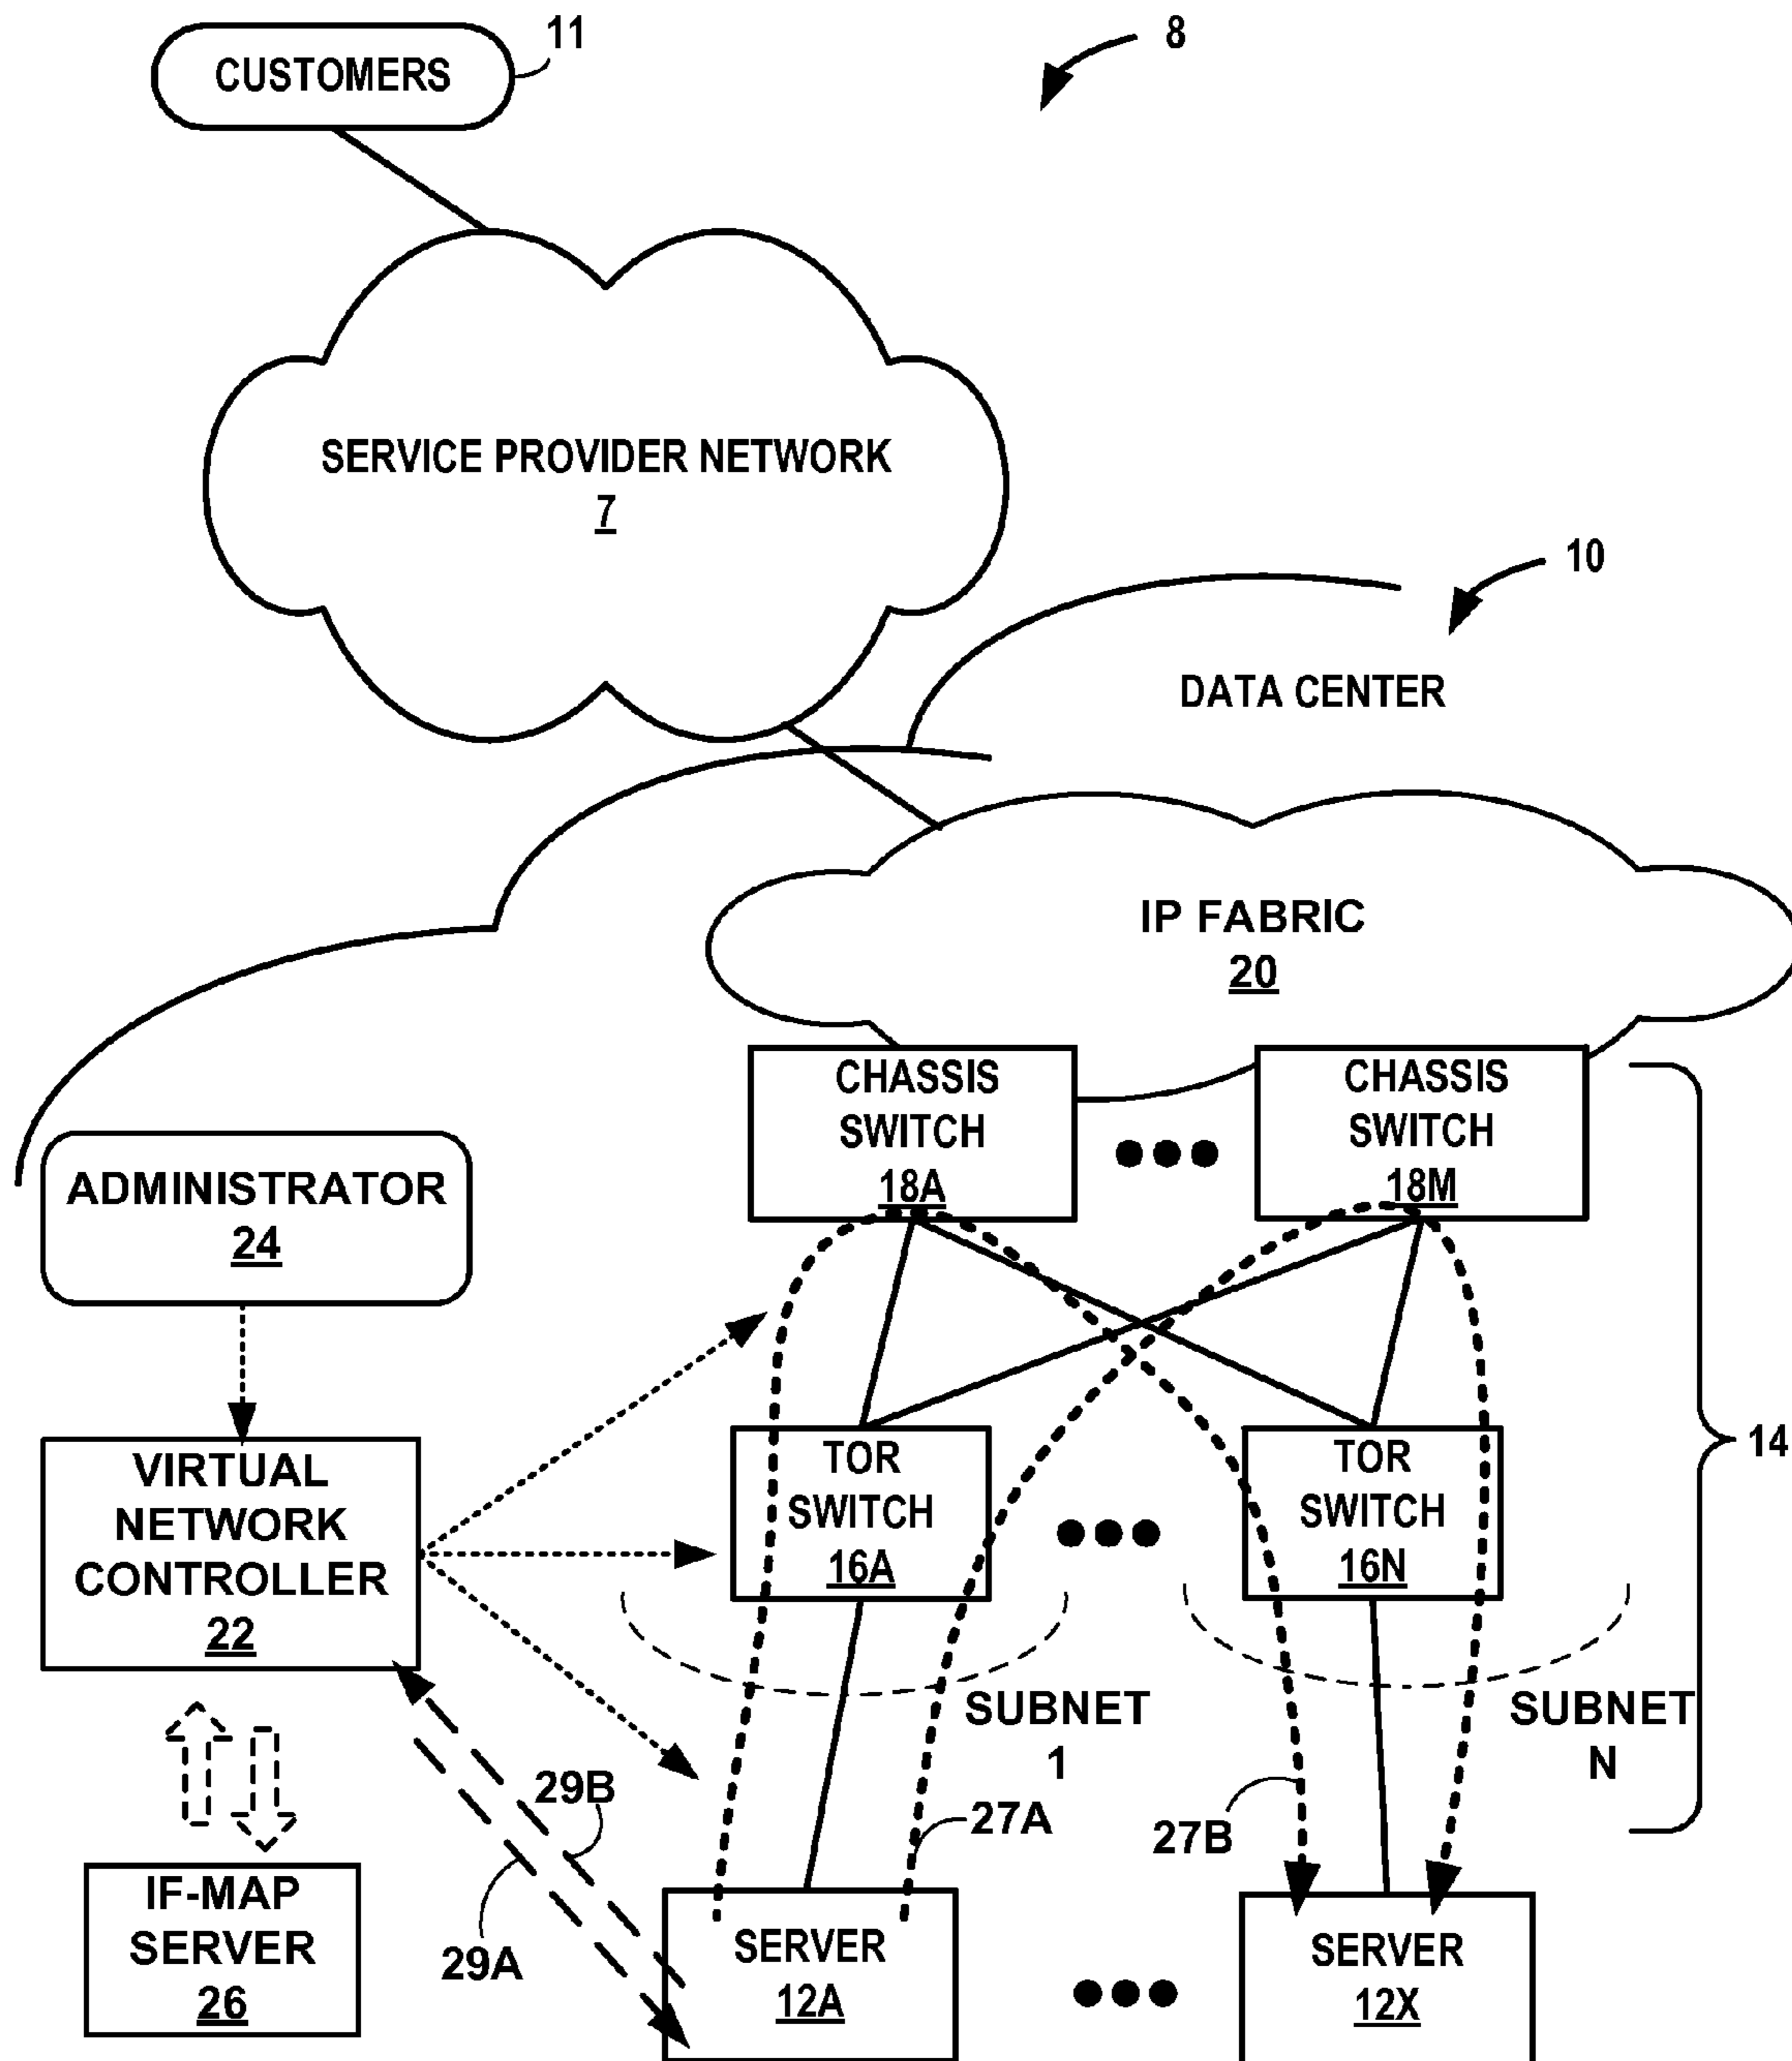 CUSTOMERS
11
8
SERVICE PROVIDER NETWORK
7
10
DATA CENTER
IP FABRIC
20
CHASSIS
SWITCH
18A
CHASSIS
SWITCH
18M
ADMINISTRATOR
24
VIRTUAL
NETWORK
CONTROLLER
22
TOR
SWITCH
16A
TOR
SWITCH
16N
14
SUBNET
1
SUBNET
N
29B
27A
27B
29A
IF-MAP
SERVER
26
SERVER
12A
SERVER
12X